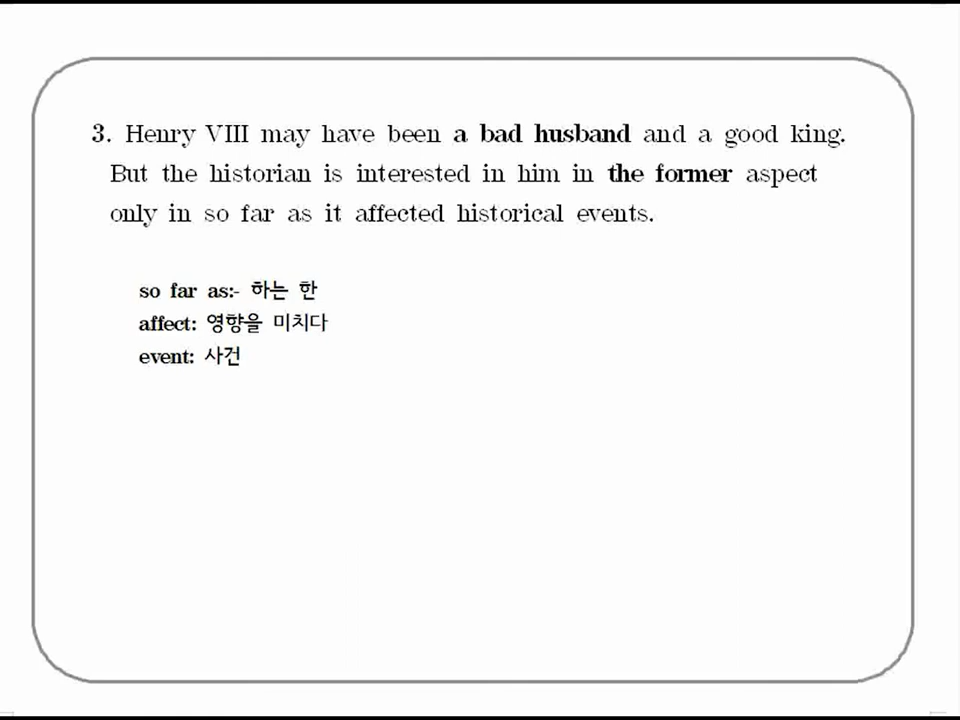 3. Henry VIII may have been a bad husband and a good king.
But the historian is interested in him in the former aspect
only in so far as it affected historical events.
so far as:- 하는 한
affect: 영향을 미치다
event: 사건